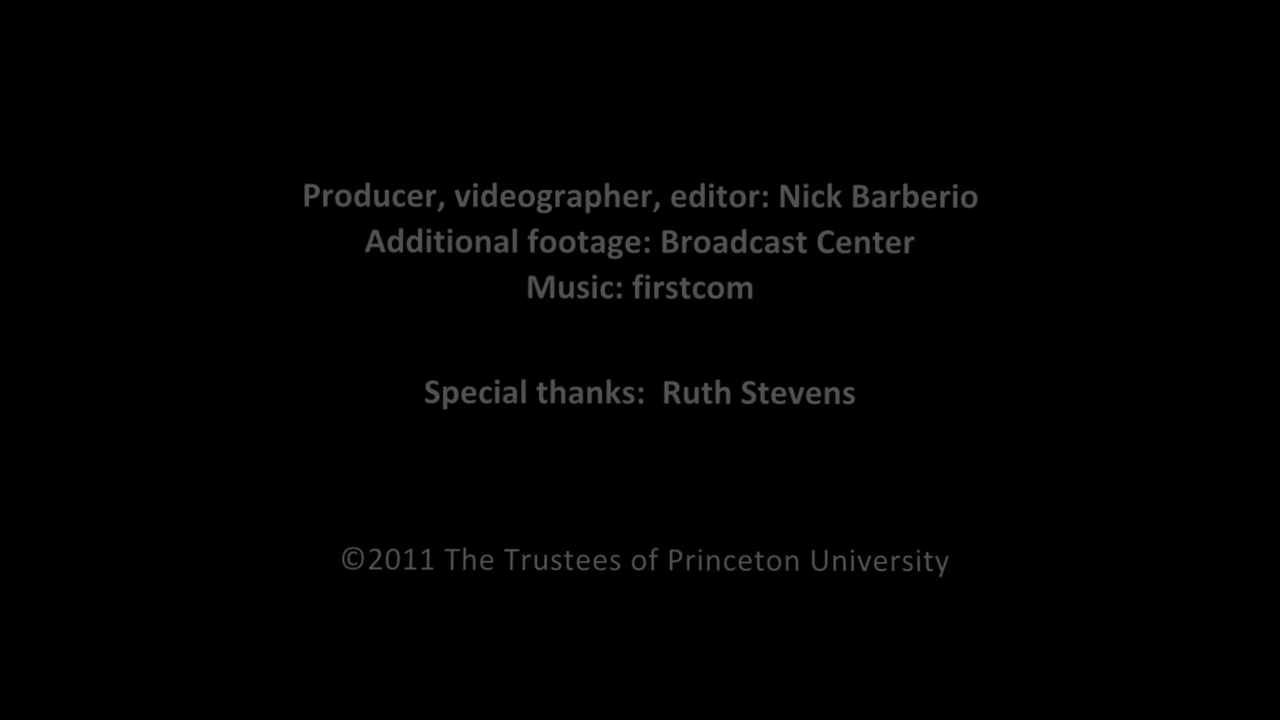 Producer, videographer, editor: Nick Barberio
Additional footage: Broadcast Center
Music: firstcom
Special thanks:  Ruth Stevens
©2011 The Trustees of Princeton University